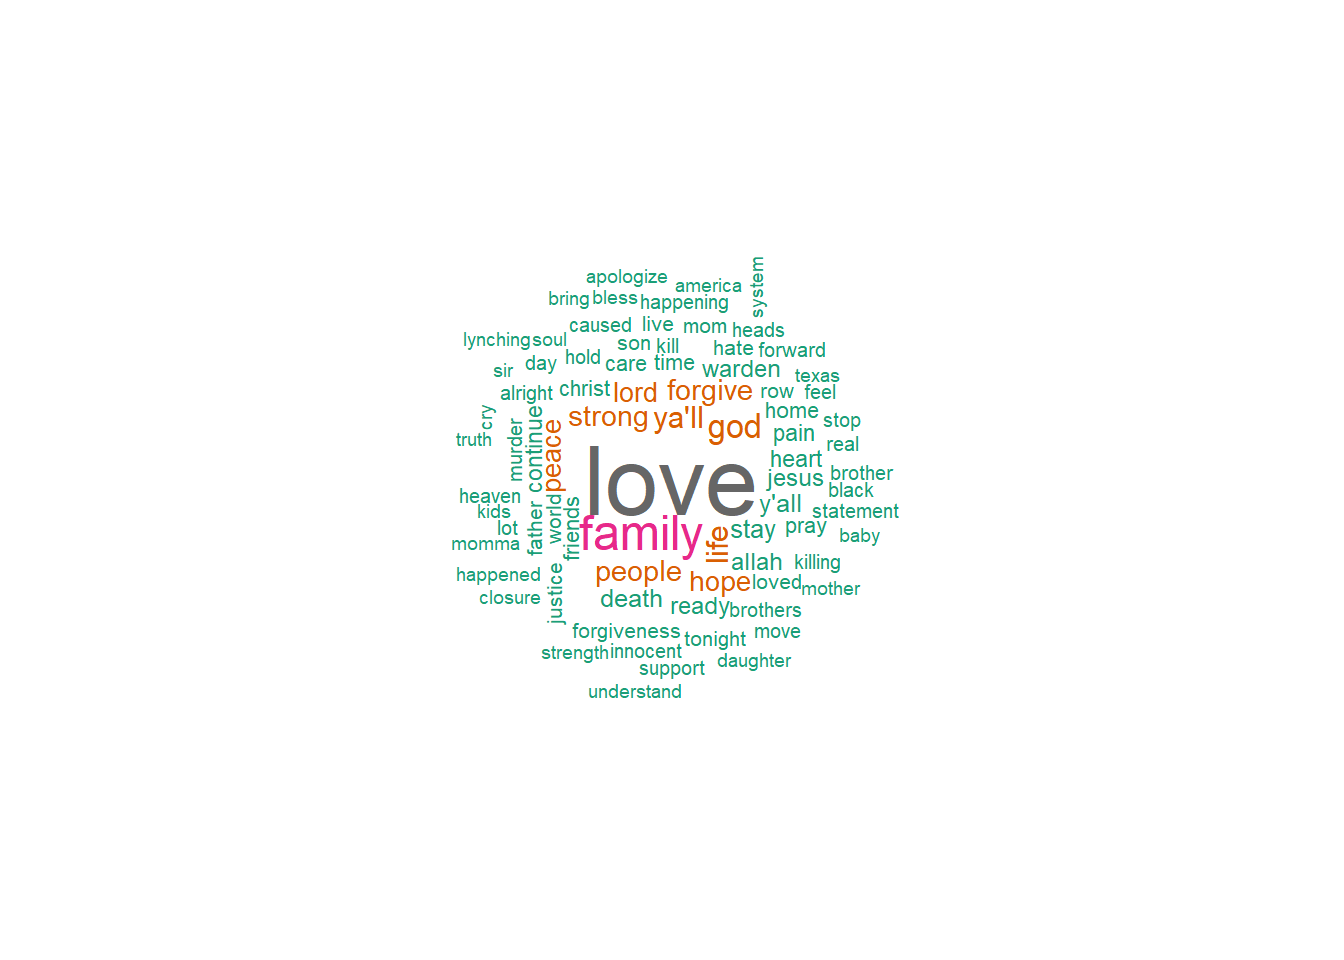 apologize
america
system
bring
bless
happening
caused
live
mom
heads
lynching
soul
son
kill
hate
forward
sir
day
hold
care
time
warden
texas
alright
christ
lord
forgive
row
feel
cry
strong
ya'll
god
home
stop
truth
murder
continue
peace
pain
real
love
heart
jesus
brother
heaven
kids
lot
father
world
friends
y'all
black
statement
momma
family
life
stay
pray
baby
happened
people
hope
allah
killing
loved
mother
closure
justice
death
ready
brothers
forgiveness
tonight
move
strength
innocent
support
daughter
understand